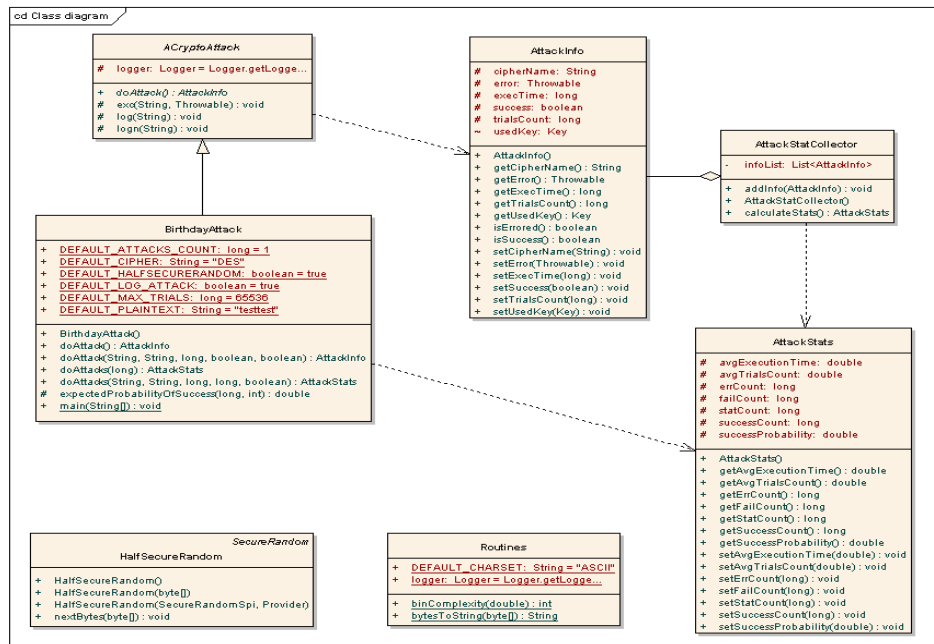 cd Class diagram
ACryptoAttack
# logger: Logger = Logger.getLogge...
+ doAttack() : AttackInfo
# exc(String, Throwable) : void
# log(String) : void
# logn(String) : void
AttackInfo
# cipherName: String
# error: Throwable
# execTime: long
# success: boolean
# trialsCount: long
~ usedKey: Key
+ AttackInfo()
+ getCipherName() : String
+ getError() : Throwable
+ getExecTime() : long
+ getTrialsCount() : long
+ getUsedKey() : Key
+ isErrored() : boolean
+ isSuccess() : boolean
+ setCipherName(String) : void
+ setError(Throwable) : void
+ setExecTime(long) : void
+ setSuccess(boolean) : void
+ setTrialsCount(long) : void
+ setUsedKey(Key) : void
AttackStatCollector
- infoList: List<AttackInfo>
+ addInfo(AttackInfo) : void
+ AttackStatCollector()
+ calculateStats() : AttackStats
BirthdayAttack
+ DEFAULT_ATTACKS_COUNT: long = 1
+ DEFAULT_CIPHER: String = "DES"
+ DEFAULT_HALFSECURERANDOM: boolean = true
+ DEFAULT_LOG_ATTACK: boolean = true
+ DEFAULT_MAX_TRIALS: long = 65536
+ DEFAULT_PLAINTEXT: String = "testtest"
+ BirthdayAttack()
+ doAttack() : AttackInfo
+ doAttack(String, String, long, boolean, boolean) : AttackInfo
+ doAttacks(long) : AttackStats
+ doAttacks(String, String, long, long, boolean) : AttackStats
# expectedProbabilityOfSuccess(long, int) : double
+ main(String[]) : void
AttackStats
# avgExecutionTime: double
# avgTrialsCount: double
# errCount: long
# failCount: long
# statCount: long
# successCount: long
# successProbability: double
+ AttackStats()
+ getAvgExecutionTime() : double
+ getAvgTrialsCount() : double
+ getErrCount() : long
+ getFailCount() : long
+ getStatCount() : long
+ getSuccessCount() : long
+ getSuccessProbability() : double
+ setAvgExecutionTime(double) : void
+ setAvgTrialsCount(double) : void
+ setErrCount(long) : void
+ setFailCount(long) : void
+ setStatCount(long) : void
+ setSuccessCount(long) : void
+ setSuccessProbability(double) : void
SecureRandom
HalfSecureRandom
+ HalfSecureRandom()
+ HalfSecureRandom(byte[])
+ HalfSecureRandom(SecureRandomSpi, Provider)
+ nextBytes(byte[]) : void
Routines
+ DEFAULT_CHARSET: String = "ASCII"
+ logger: Logger = Logger.getLogge...
+ binComplexity(double) : int
+ bytesToString(byte[]) : String